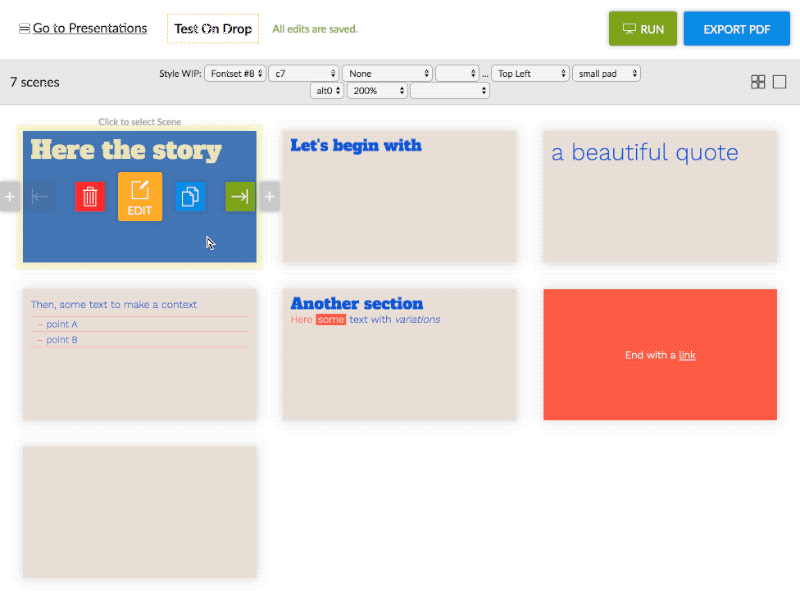 Go to Presentations
Test On Drop
All edits are saved.
RUN
EXPORT PDF
7 scenes
Style WIP: Fontset #8 c7 None ... Top Left small pad
alt0 200%
Click to select Scene
Here the story
EDIT
Let's begin with
a beautiful quote
Then, some text to make a context
– point A
– point B
Another section
Here some text with variations
End with a link